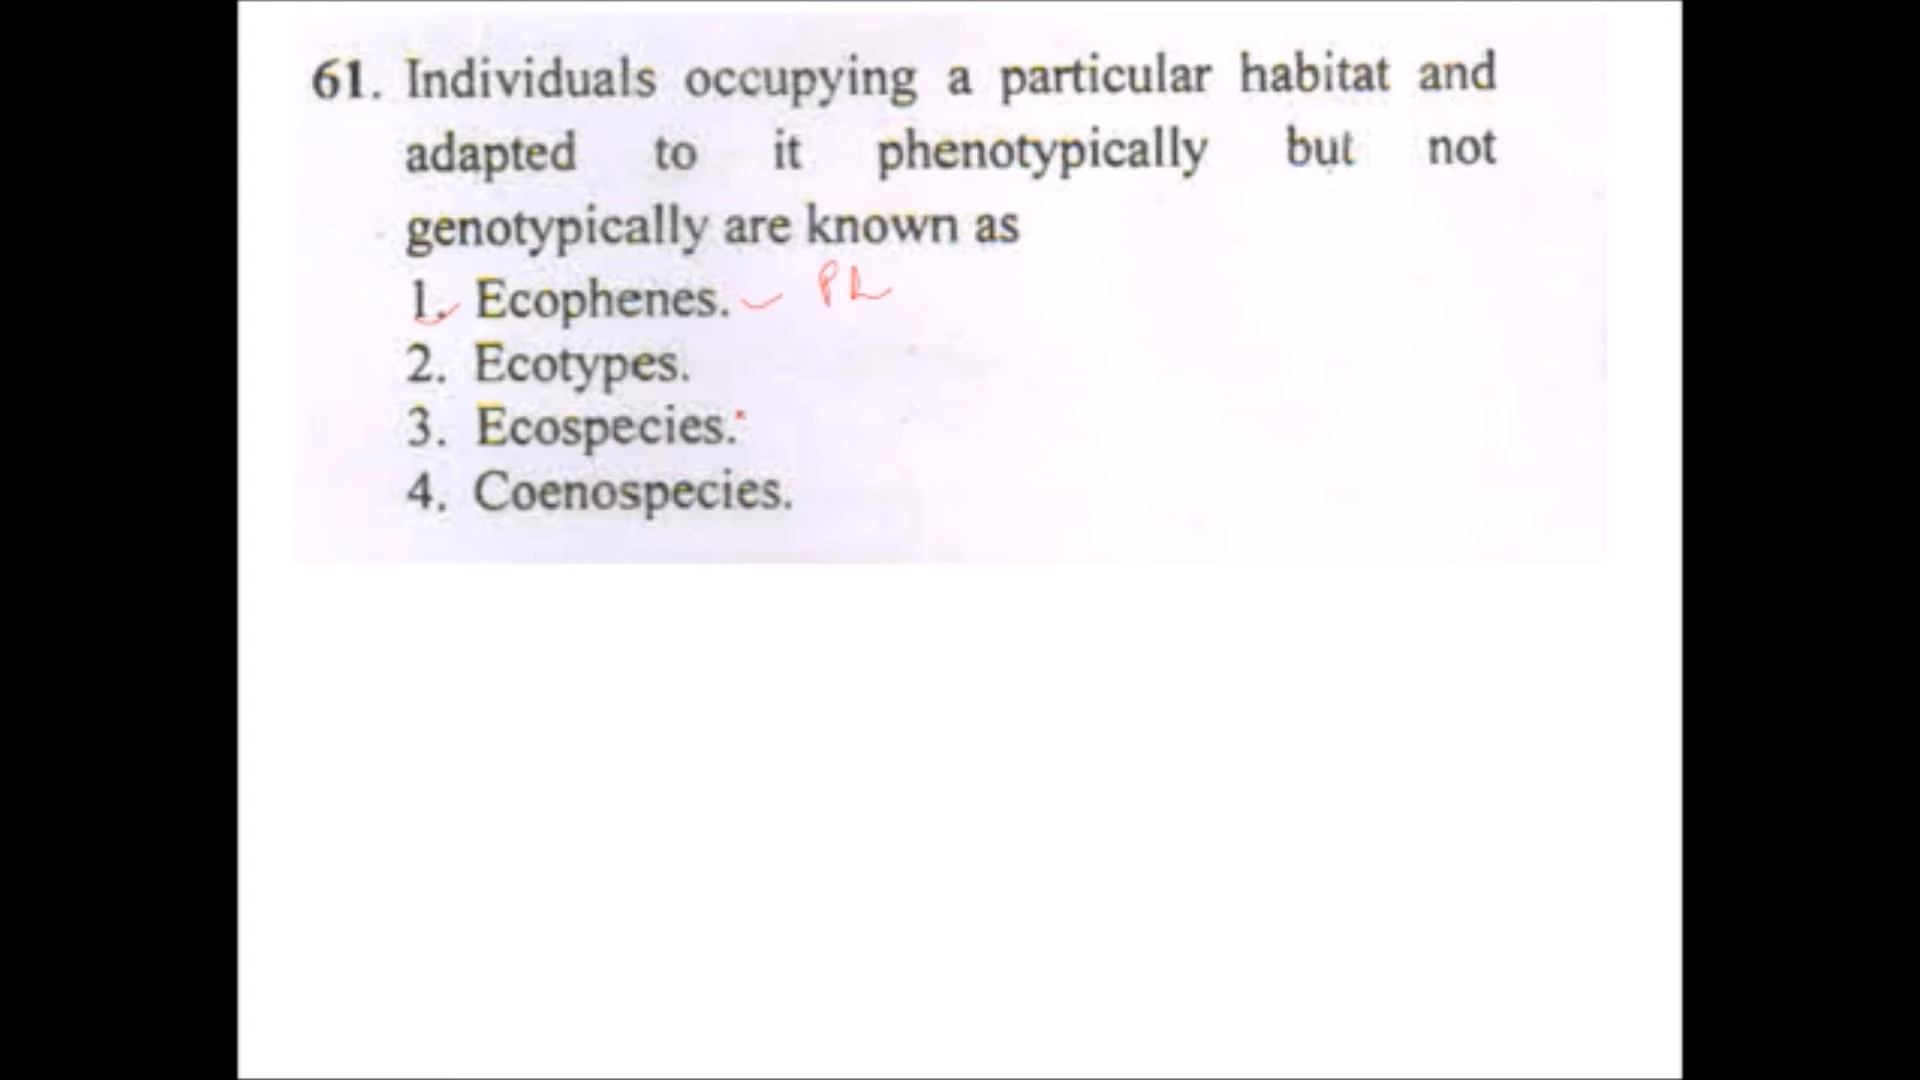 61. Individuals occupying a particular habitat and
adapted to it phenotypically but not
genotypically are known as
1. Ecophenes. Ph
2. Ecotypes.
3. Ecospecies.
4. Coenospecies.